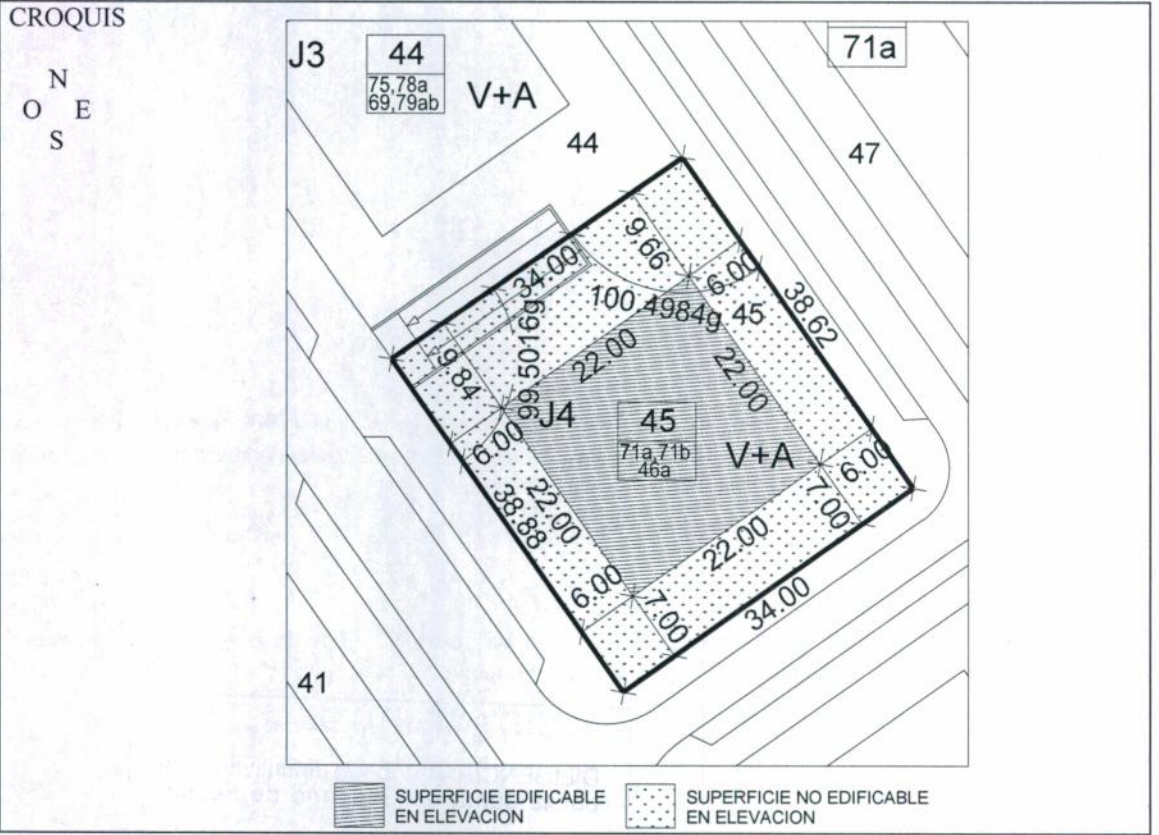 CROQUIS
N
O E
S
J3
44
75,78a
69,79ab
V+A
71a
44
47
9.66
6.00
34.00
100.4984g
45
38.62
99.5016g
9.84
22.00
22.00
J4
45
71a,71b
46a
V+A
6.00
6.00
22.00
38.88
7.00
22.00
6.00
7.00
34.00
41
SUPERFICIE EDIFICABLE
EN ELEVACION
SUPERFICIE NO EDIFICABLE
EN ELEVACION